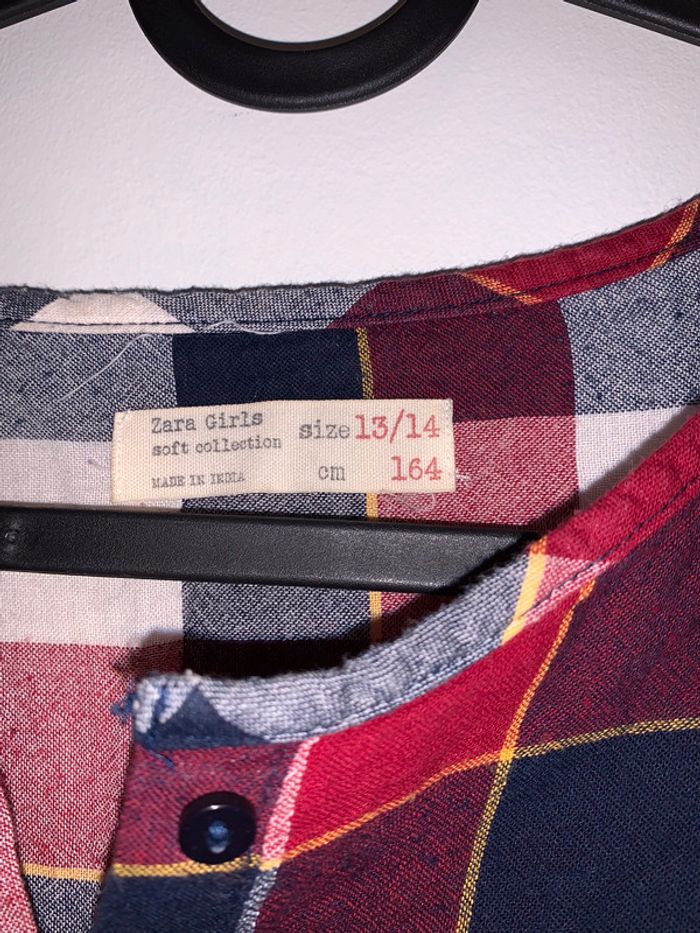 Zara Girls
soft collection
MADE IN INDIA
size 13/14
cm 164